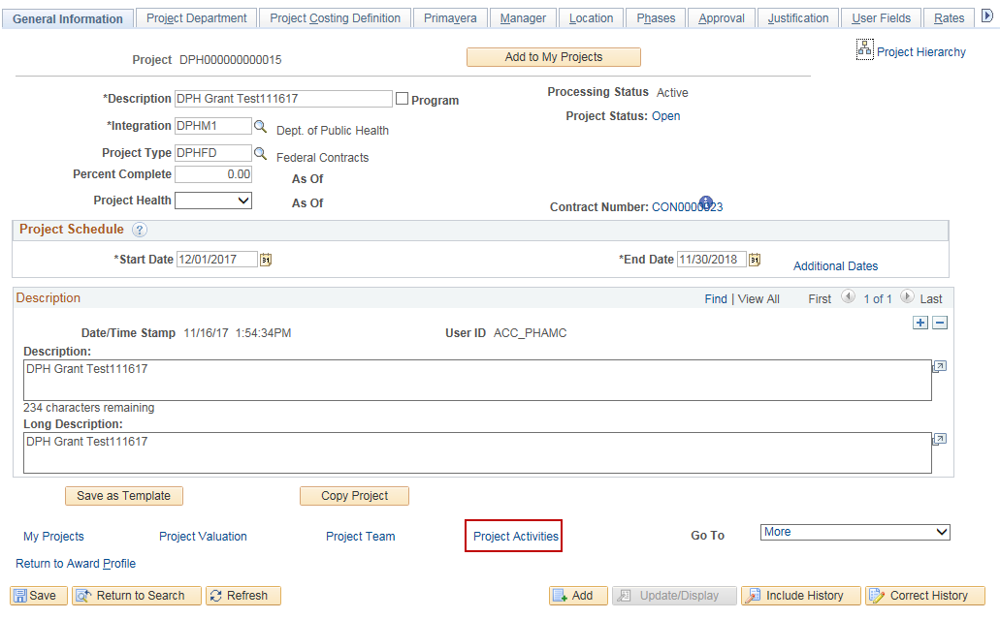 General Information Project Department Project Costing Definition Primavera Manager Location Phases Approval Justification User Fields Rates
Project DPH000000000015 Add to My Projects Project Hierarchy
*Description DPH Grant Test111617 Program Processing Status Active
*Integration DPHM1 Dept. of Public Health Project Status: Open
Project Type DPHFD Federal Contracts
Percent Complete 0.00 As Of
Project Health As Of Contract Number: CON0000023
Project Schedule ?
*Start Date 12/01/2017 31 *End Date 11/30/2018 31 Additional Dates
Description Find | View All First 1 of 1 Last
Date/Time Stamp 11/16/17 1:54:34PM User ID ACC_PHAMC
Description:
DPH Grant Test111617
234 characters remaining
Long Description:
DPH Grant Test111617
Save as Template Copy Project
My Projects Project Valuation Project Team Project Activities Go To More
Return to Award Profile
Save Return to Search Refresh Add Update/Display Include History Correct History